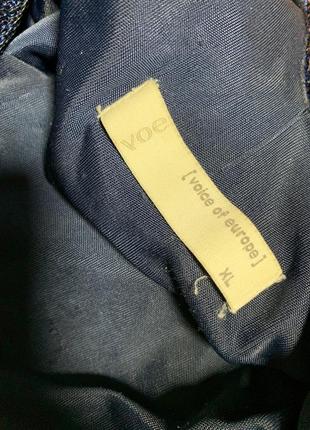 voe
[ voice of europe ]
XL